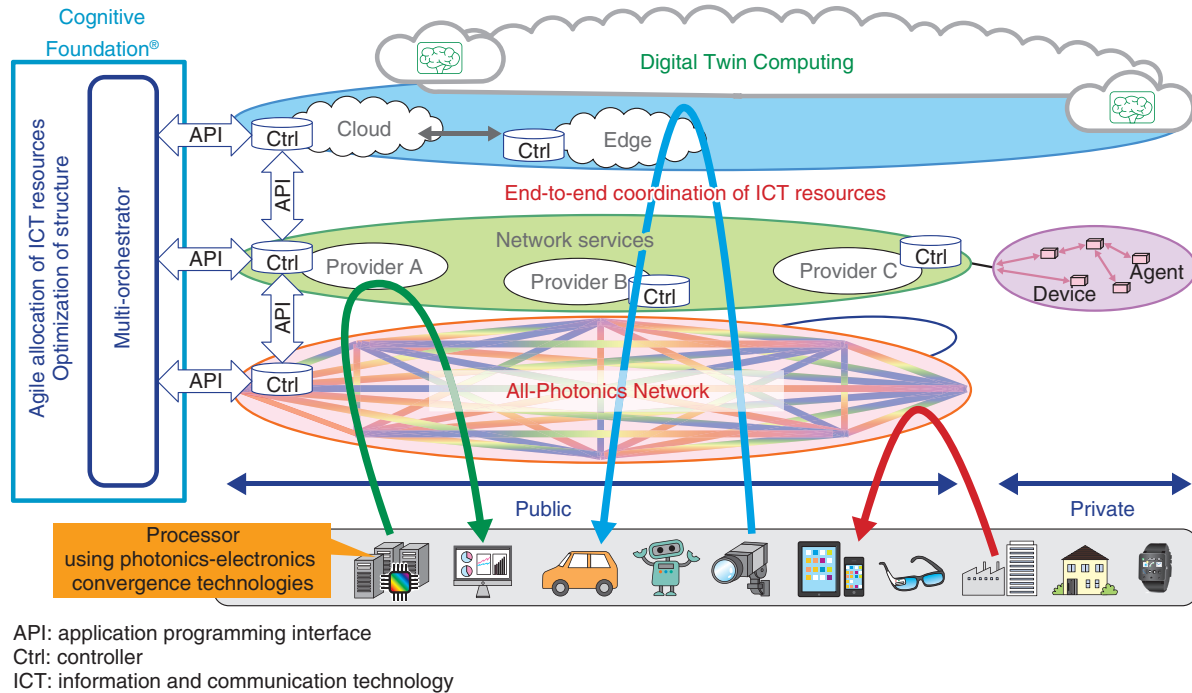 Cognitive
Foundation®
Digital Twin Computing
Agile allocation of ICT resources
Optimization of structure
Multi-orchestrator
API
Ctrl
Cloud
Ctrl
Edge
API
End-to-end coordination of ICT resources
API
Ctrl
Network services
Provider A
Provider B
Ctrl
Provider C
Ctrl
Agent
Device
API
API
Ctrl
All-Photonics Network
Public
Private
Processor
using photonics-electronics
convergence technologies
API: application programming interface
Ctrl: controller
ICT: information and communication technology